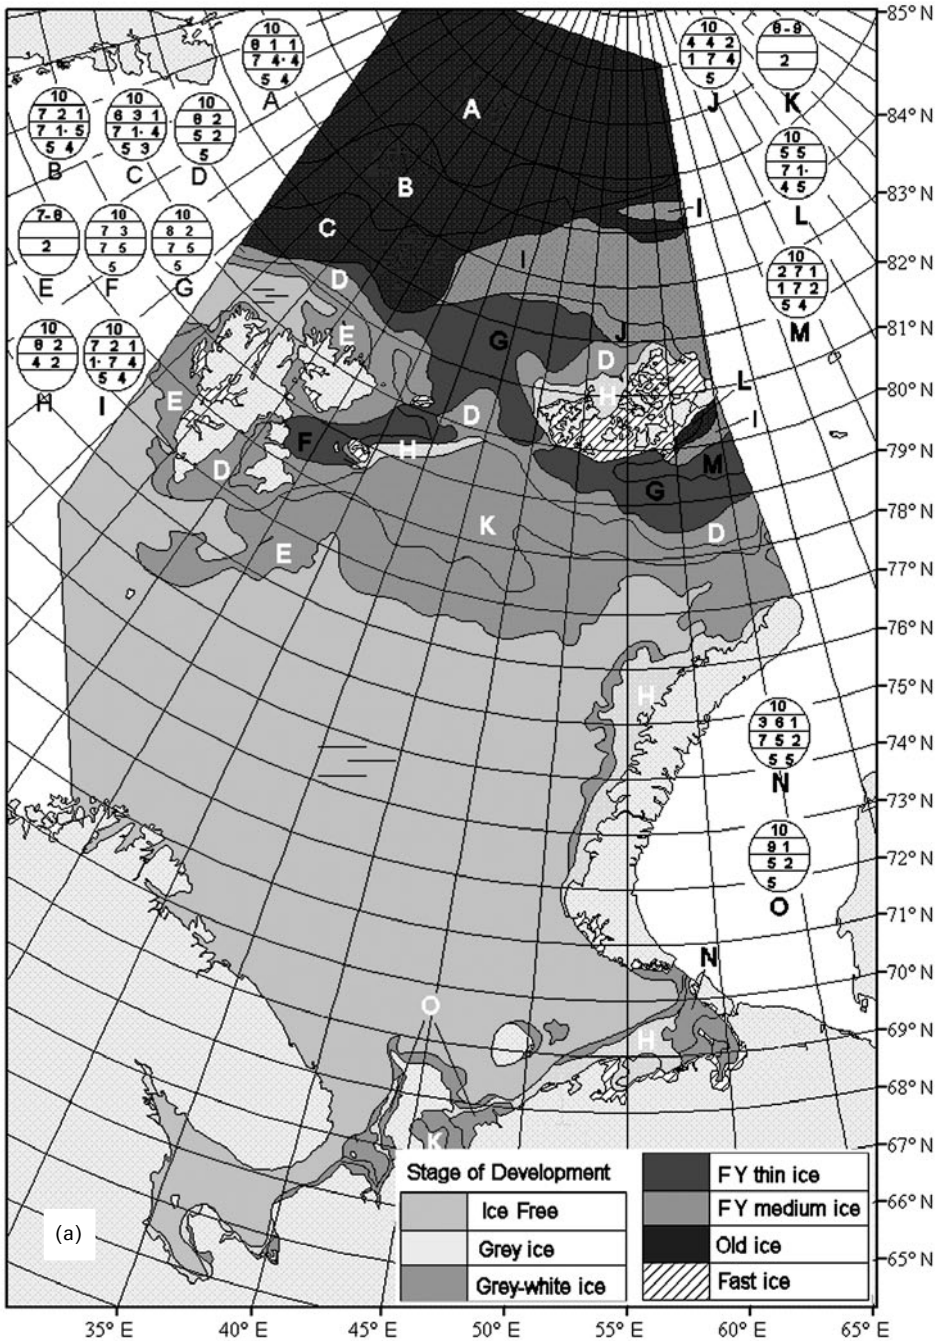 85° N
84° N
83° N
82° N
81° N
80° N
79° N
78° N
77° N
76° N
75° N
74° N
73° N
72° N
71° N
70° N
69° N
68° N
67° N
66° N
65° N
10
8 1 1
7 4· 4
5 4
A
10
7 2 1
7 1· 5
5 4
B
10
6 3 1
7 1· 4
5 3
C
10
8 2
5 2
5
D
7-8
2
E
10
7 3
7 5
5
F
10
8 2
7 5
5
G
10
8 2
4 2
H
10
7 2 1
1· 7 4
5 4
I
10
4 4 2
1 7 4
5
J
8-9
2
K
10
5 5
7 1·
4 5
L
10
2 7 1
1 7 2
5 4
M
10
3 6 1
7 5 2
5 5
N
10
9 1
5 2
5
O
A
B
C
I
I
D
E
G
J
D
E
H
L
D
I
F
H
D
G
M
K
D
E
H
N
O
H
K
Stage of Development
Ice Free
Grey ice
Grey-white ice
FY thin ice
FY medium ice
Old ice
Fast ice
(a)
35° E
40° E
45° E
50° E
55° E
60° E
65° E